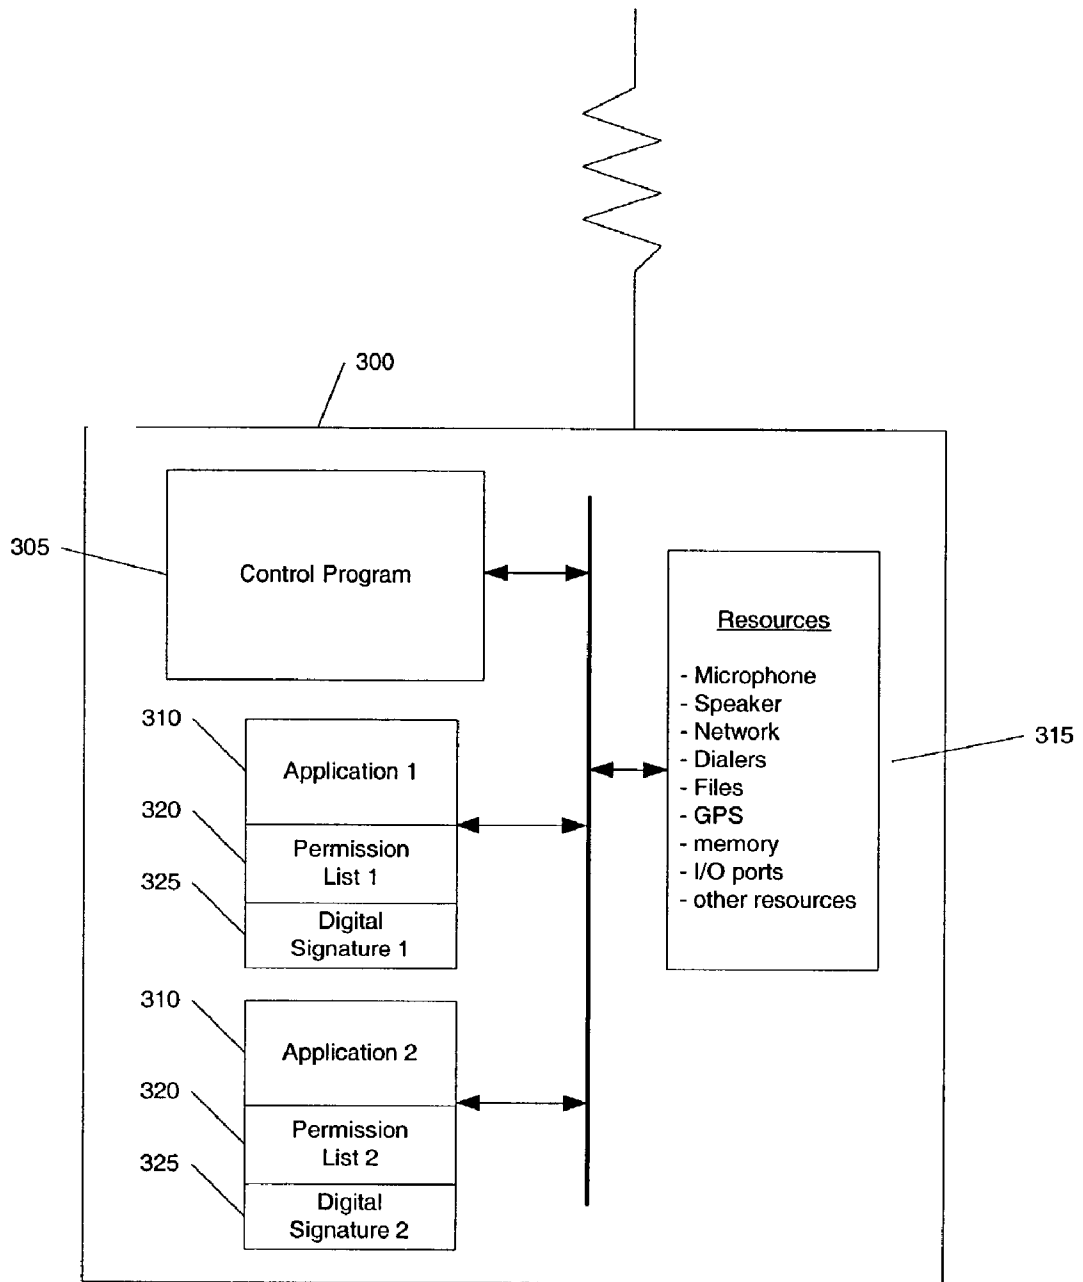 300
305
Control Program
Resources
- Microphone
- Speaker
- Network
- Dialers
- Files
- GPS
- memory
- I/O ports
- other resources
315
310
Application 1
320
Permission
List 1
325
Digital
Signature 1
310
Application 2
320
Permission
List 2
325
Digital
Signature 2